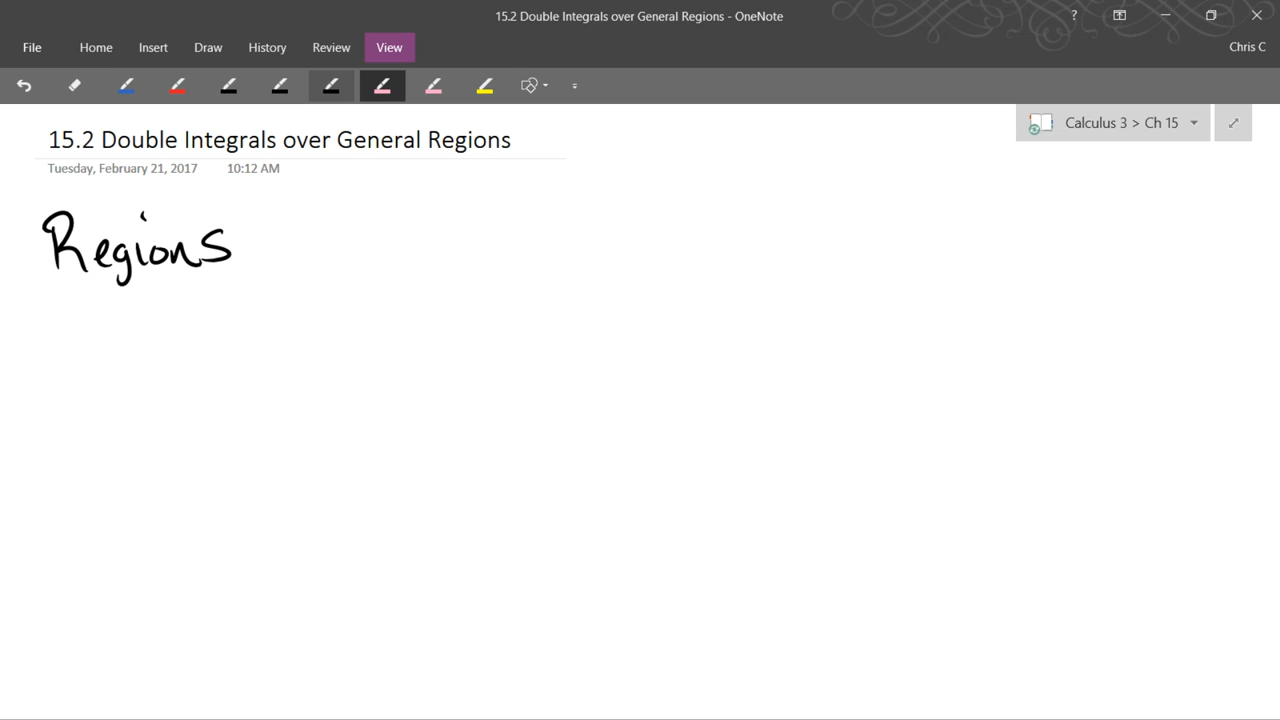 15.2 Double Integrals over General Regions - OneNote
?
File Home Insert Draw History Review View Chris C
Calculus 3 > Ch 15
15.2 Double Integrals over General Regions
Tuesday, February 21, 2017 10:12 AM
Regions